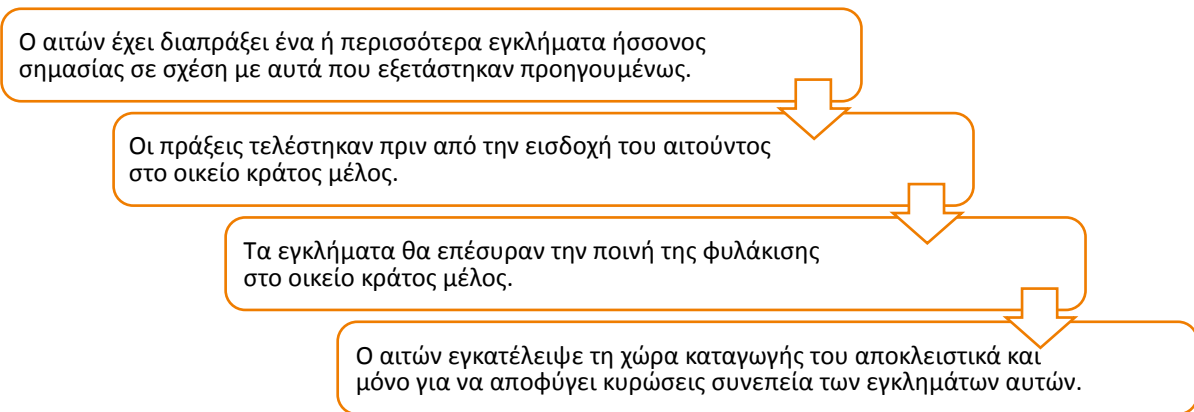 Ο αιτών έχει διαπράξει ένα ή περισσότερα εγκλήματα ήσσονος
σημασίας σε σχέση με αυτά που εξετάστηκαν προηγουμένως.
Οι πράξεις τελέστηκαν πριν από την εισδοχή του αιτούντος
στο οικείο κράτος μέλος.
Τα εγκλήματα θα επέσυραν την ποινή της φυλάκισης
στο οικείο κράτος μέλος.
Ο αιτών εγκατέλειψε τη χώρα καταγωγής του αποκλειστικά και
μόνο για να αποφύγει κυρώσεις συνεπεία των εγκλημάτων αυτών.